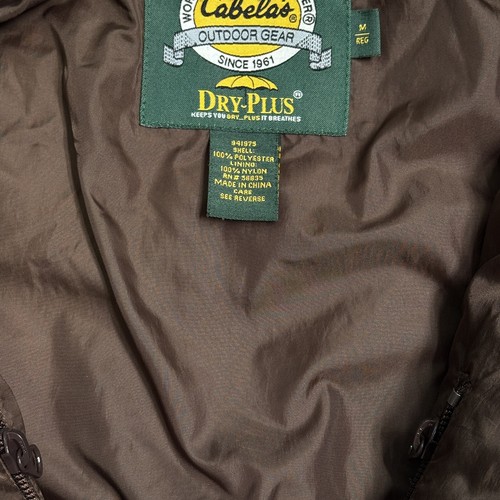 Cabela's
OUTDOOR GEAR
SINCE 1961
DRY-PLUS®
KEEPS YOU DRY...PLUS IT BREATHES
M
REG
941975
SHELL:
100% POLYESTER
LINING:
100% NYLON
RN# 58835
MADE IN CHINA
CARE
SEE REVERSE